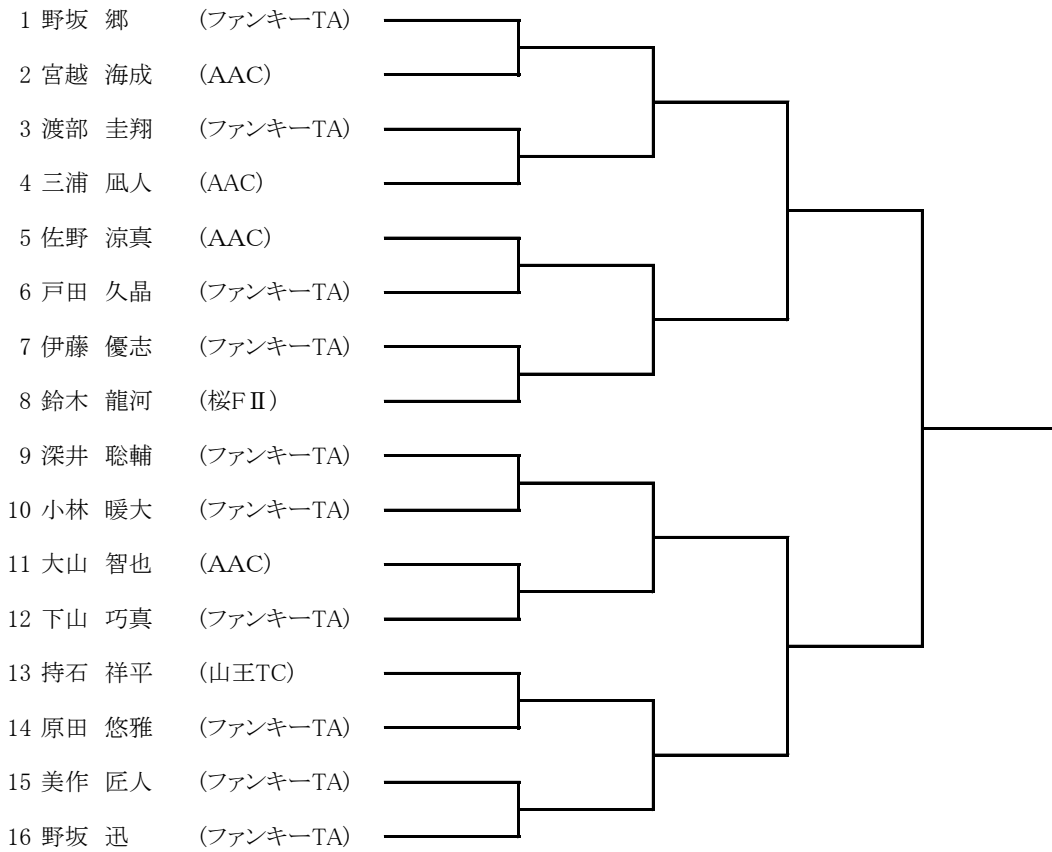 1 野坂 郷 (ファンキーTA)
2 宮越 海成 (AAC)
3 渡部 圭翔 (ファンキーTA)
4 三浦 凪人 (AAC)
5 佐野 涼真 (AAC)
6 戸田 久晶 (ファンキーTA)
7 伊藤 優志 (ファンキーTA)
8 鈴木 龍河 (桜FⅡ)
9 深井 聡輔 (ファンキーTA)
10 小林 暖大 (ファンキーTA)
11 大山 智也 (AAC)
12 下山 巧真 (ファンキーTA)
13 持石 祥平 (山王TC)
14 原田 悠雅 (ファンキーTA)
15 美作 匠人 (ファンキーTA)
16 野坂 迅 (ファンキーTA)